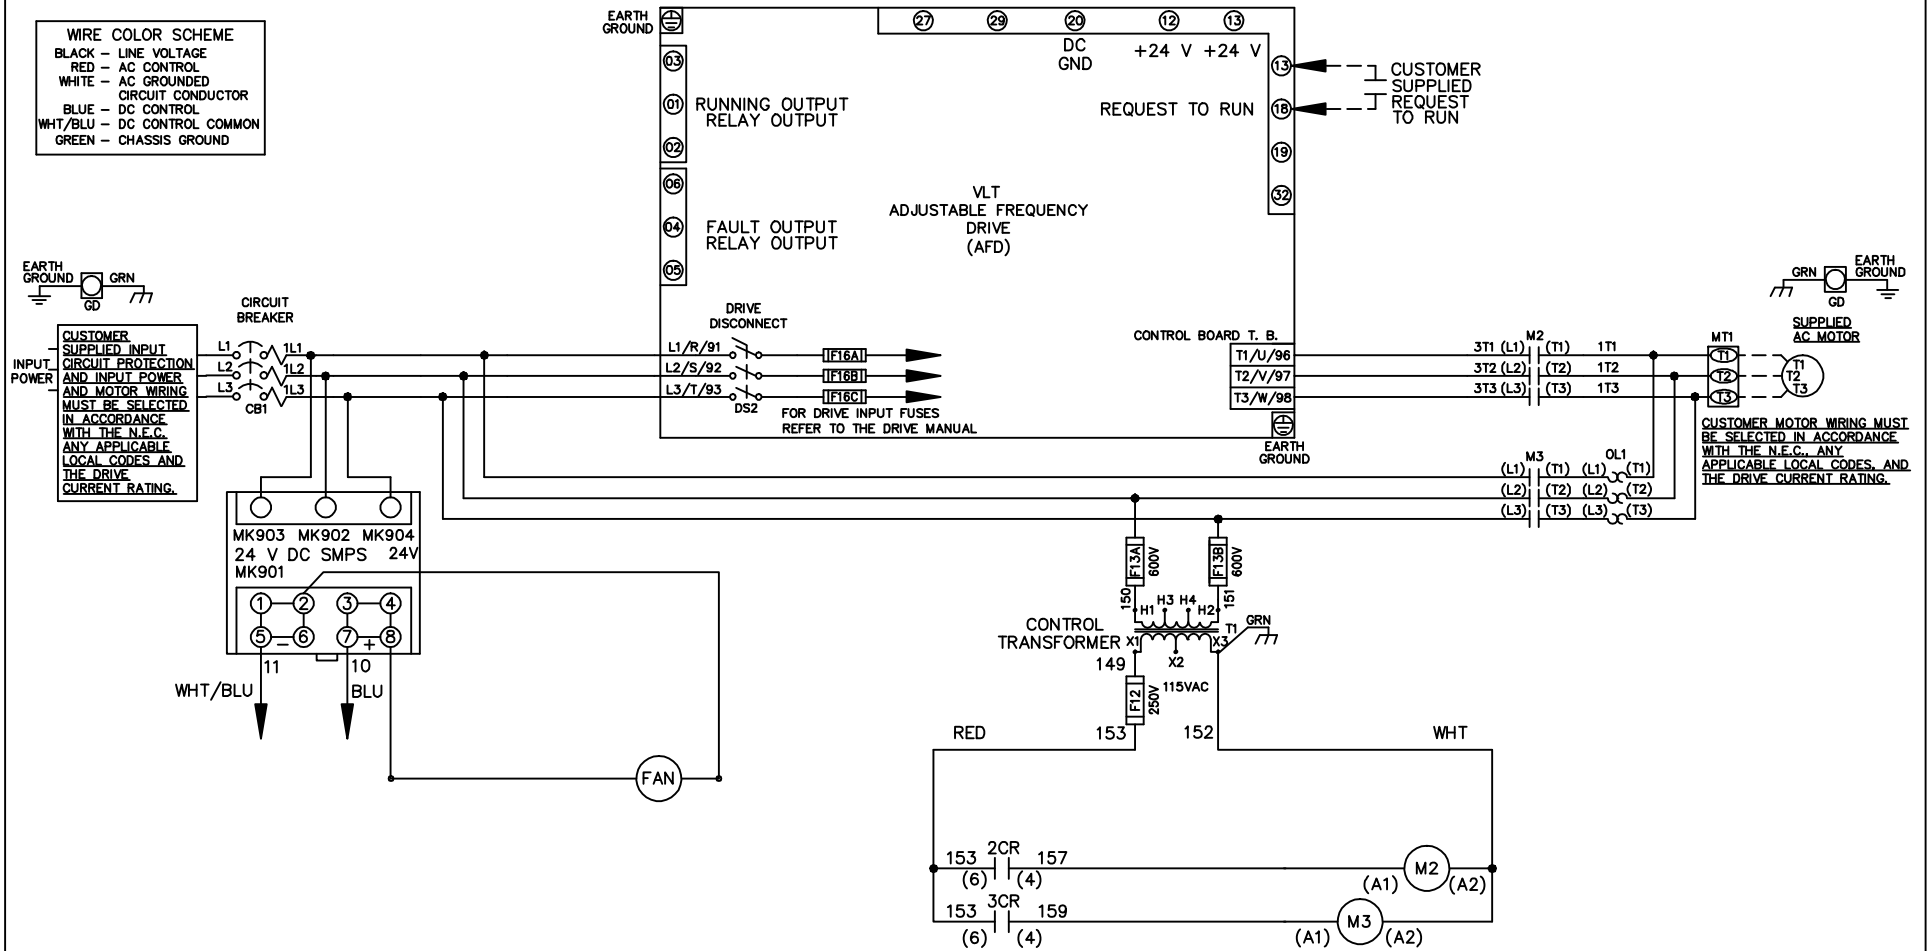 WIRE COLOR SCHEME
BLACK – LINE VOLTAGE
RED – AC CONTROL
WHITE – AC GROUNDED
CIRCUIT CONDUCTOR
BLUE – DC CONTROL
WHT/BLU – DC CONTROL COMMON
GREEN – CHASSIS GROUND
EARTH
GROUND
27 29 20 12 13
DC
GND
+24 V +24 V
03
01
02
RUNNING OUTPUT
RELAY OUTPUT
06
04
05
FAULT OUTPUT
RELAY OUTPUT
VLT
ADJUSTABLE FREQUENCY
DRIVE
(AFD)
REQUEST TO RUN
13
18
19
32
CUSTOMER
SUPPLIED
REQUEST
TO RUN
EARTH
GROUND
GRN
GD
CIRCUIT
BREAKER
INPUT
POWER
CUSTOMER
SUPPLIED INPUT
CIRCUIT PROTECTION
AND INPUT POWER
AND MOTOR WIRING
MUST BE SELECTED
IN ACCORDANCE
WITH THE N.E.C.
ANY APPLICABLE
LOCAL CODES AND
THE DRIVE
CURRENT RATING.
L1 1L1
L2 1L2
L3 1L3
CB1
L1/R/91
L2/S/92
L3/T/93
DRIVE
DISCONNECT
DS2
F16A
F16B
F16C
FOR DRIVE INPUT FUSES
REFER TO THE DRIVE MANUAL
CONTROL BOARD T. B.
T1/U/96
T2/V/97
T3/W/98
EARTH
GROUND
M2
3T1 (L1) (T1) 1T1
3T2 (L2) (T2) 1T2
3T3 (L3) (T3) 1T3
MT1
T1
T2
T3
GRN
EARTH
GROUND
GD
SUPPLIED
AC MOTOR
T1
T2
T3
CUSTOMER MOTOR WIRING MUST
BE SELECTED IN ACCORDANCE
WITH THE N.E.C., ANY
APPLICABLE LOCAL CODES, AND
THE DRIVE CURRENT RATING.
M3 OL1
(L1) (T1) (L1) (T1)
(L2) (T2) (L2) (T2)
(L3) (T3) (L3) (T3)
MK903 MK902 MK904
24 V DC SMPS 24V
MK901
1 2 3 4
5 – 6 7 + 8
11 10
WHT/BLU BLU
FAN
F13A 600V
F13B 600V
150 151
H1 H3 H4 H2
T1
GRN
CONTROL
TRANSFORMER
X1 X2 X3
149
F12 250V
115VAC
153 152
RED WHT
2CR
153 157
(6) (4)
M2
(A1) (A2)
3CR
153 159
(6) (4)
M3
(A1) (A2)